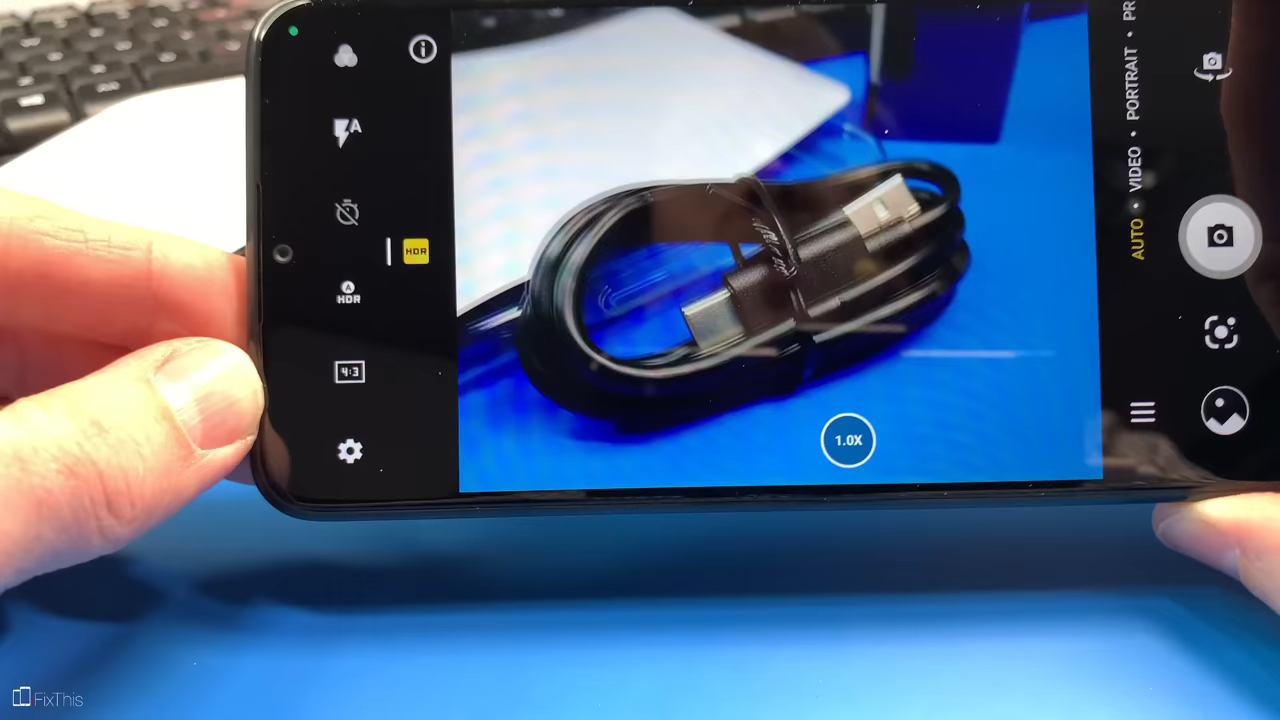 A
HDR
A
HDR
4:3
1.0X
AUTO • VIDEO • PORTRAIT • PR
FixThis